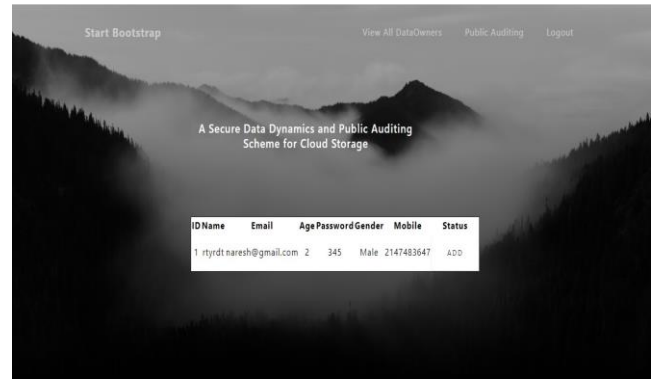 Start Bootstrap View All DataOwners Public Auditing Logout
A Secure Data Dynamics and Public Auditing
Scheme for Cloud Storage
ID Name Email Age Password Gender Mobile Status
1 rtyrdt naresh@gmail.com 2 345 Male 2147483647 ADD